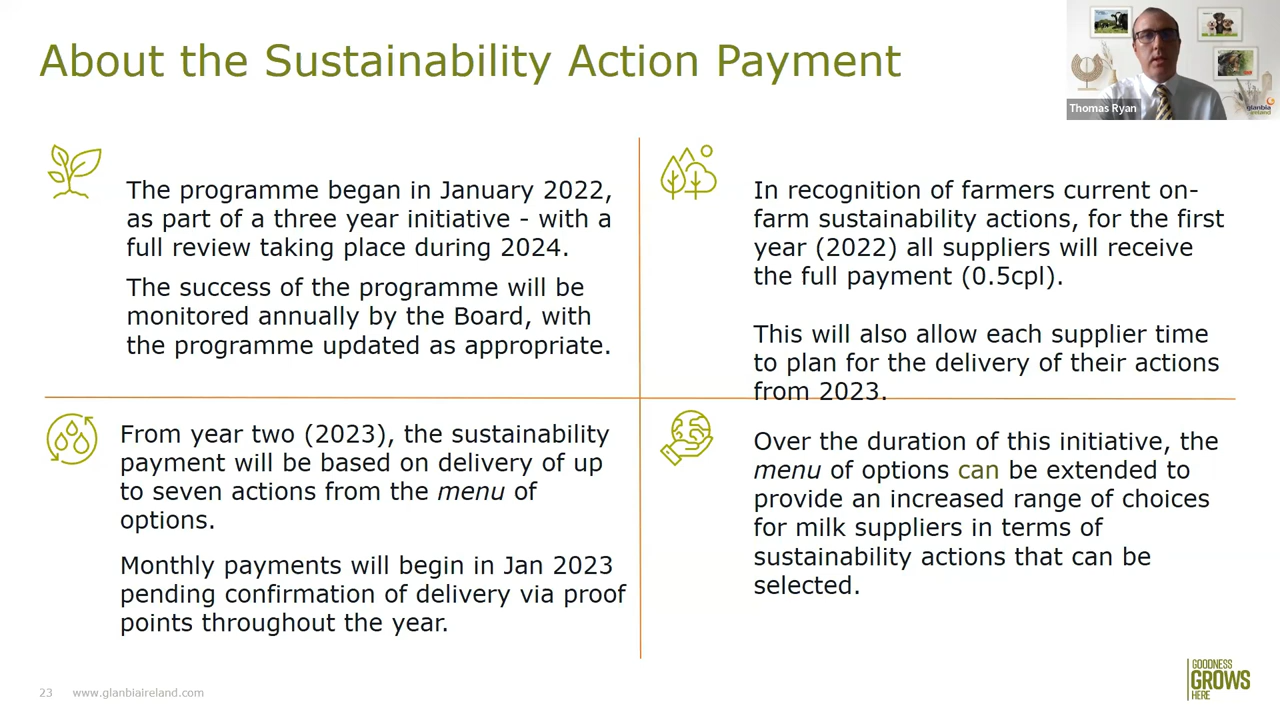 About the Sustainability Action Payment
Thomas Ryan
glanbia
ireland
The programme began in January 2022,
as part of a three year initiative - with a
full review taking place during 2024.
The success of the programme will be
monitored annually by the Board, with
the programme updated as appropriate.
In recognition of farmers current on-
farm sustainability actions, for the first
year (2022) all suppliers will receive
the full payment (0.5cpl).
This will also allow each supplier time
to plan for the delivery of their actions
from 2023.
From year two (2023), the sustainability
payment will be based on delivery of up
to seven actions from the menu of
options.
Monthly payments will begin in Jan 2023
pending confirmation of delivery via proof
points throughout the year.
Over the duration of this initiative, the
menu of options can be extended to
provide an increased range of choices
for milk suppliers in terms of
sustainability actions that can be
selected.
23 www.glanbiaireland.com
GOODNESS
GROWS
HERE